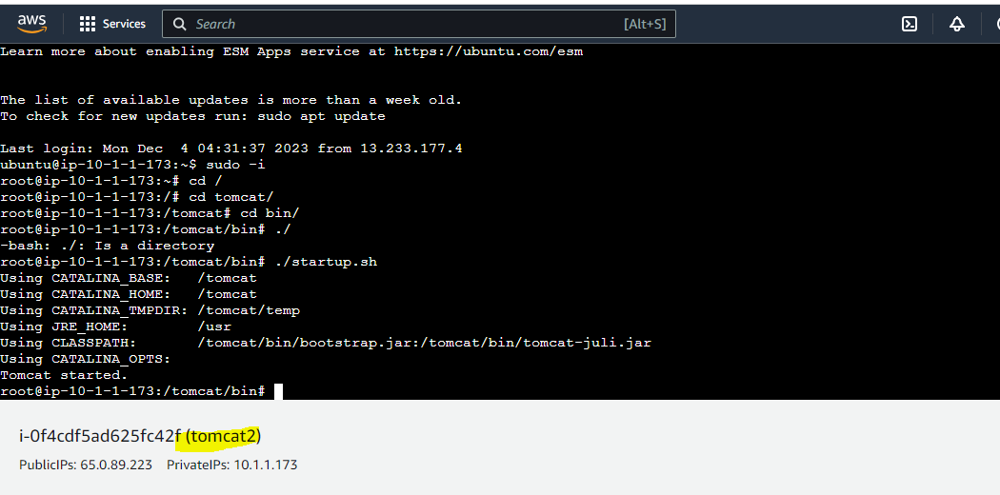 aws Services Search [Alt+S]
Learn more about enabling ESM Apps service at https://ubuntu.com/esm
The list of available updates is more than a week old.
To check for new updates run: sudo apt update
Last login: Mon Dec  4 04:31:37 2023 from 13.233.177.4
ubuntu@ip-10-1-1-173:~$ sudo -i
root@ip-10-1-1-173:~# cd /
root@ip-10-1-1-173:/# cd tomcat/
root@ip-10-1-1-173:/tomcat# cd bin/
root@ip-10-1-1-173:/tomcat/bin# ./
-bash: ./: Is a directory
root@ip-10-1-1-173:/tomcat/bin# ./startup.sh
Using CATALINA_BASE:   /tomcat
Using CATALINA_HOME:   /tomcat
Using CATALINA_TMPDIR: /tomcat/temp
Using JRE_HOME:        /usr
Using CLASSPATH:       /tomcat/bin/bootstrap.jar:/tomcat/bin/tomcat-juli.jar
Using CATALINA_OPTS:
Tomcat started.
root@ip-10-1-1-173:/tomcat/bin#
i-0f4cdf5ad625fc42f (tomcat2)
PublicIPs: 65.0.89.223 PrivateIPs: 10.1.1.173